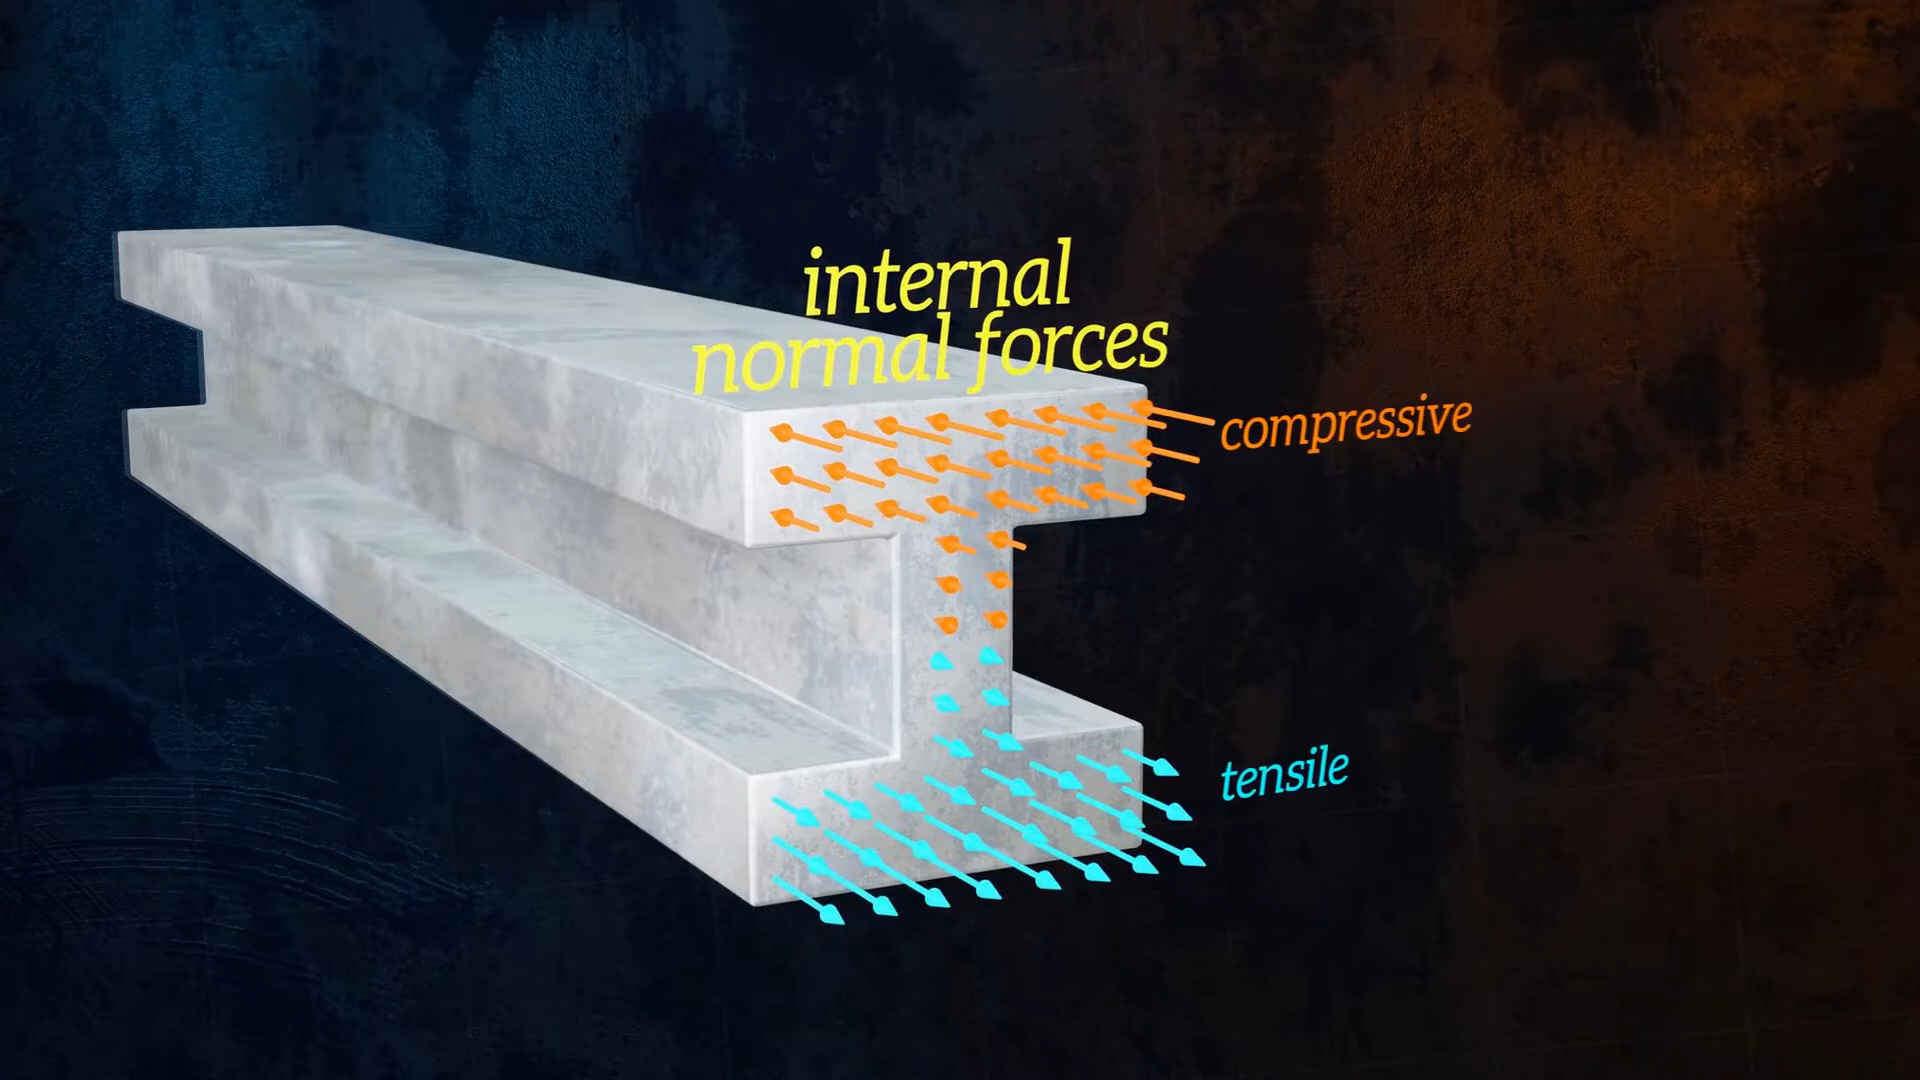 internal
normal forces
compressive
tensile